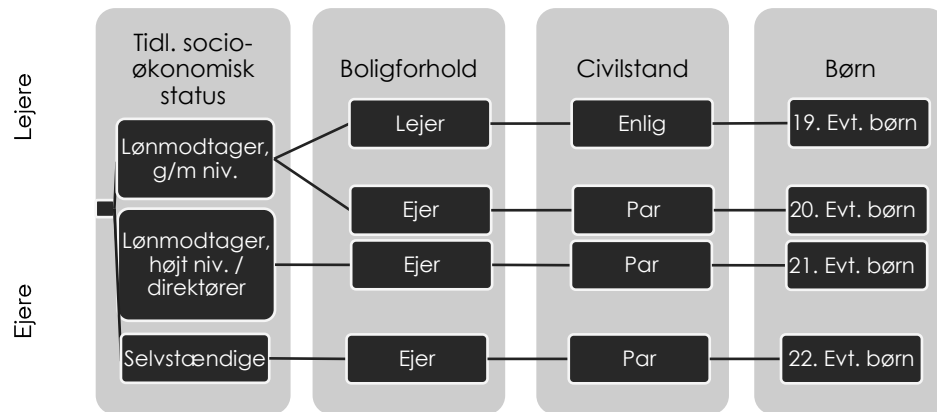 Tidl. socio-
økonomisk
status
Boligforhold
Civilstand
Børn
Lejere
Lønmodtager,
g/m niv.
Lejer
Enlig
19. Evt. børn
Ejer
Par
20. Evt. børn
Ejere
Lønmodtager,
højt niv. /
direktører
Ejer
Par
21. Evt. børn
Selvstændige
Ejer
Par
22. Evt. børn